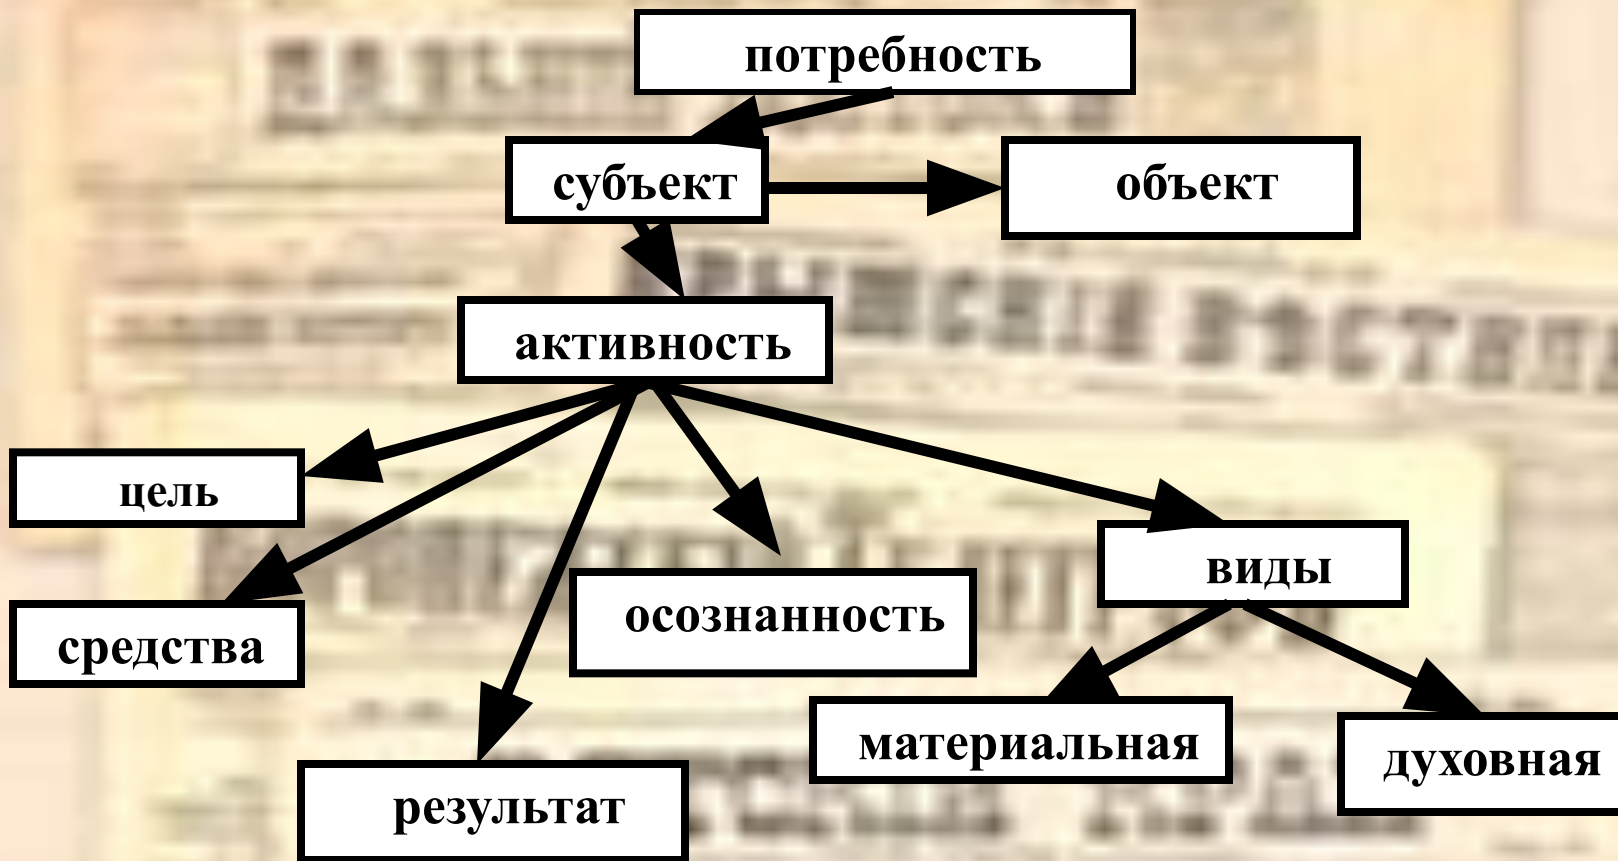 потребность
субъект
объект
активность
цель
осознанность
виды
средства
материальная
духовная
результат